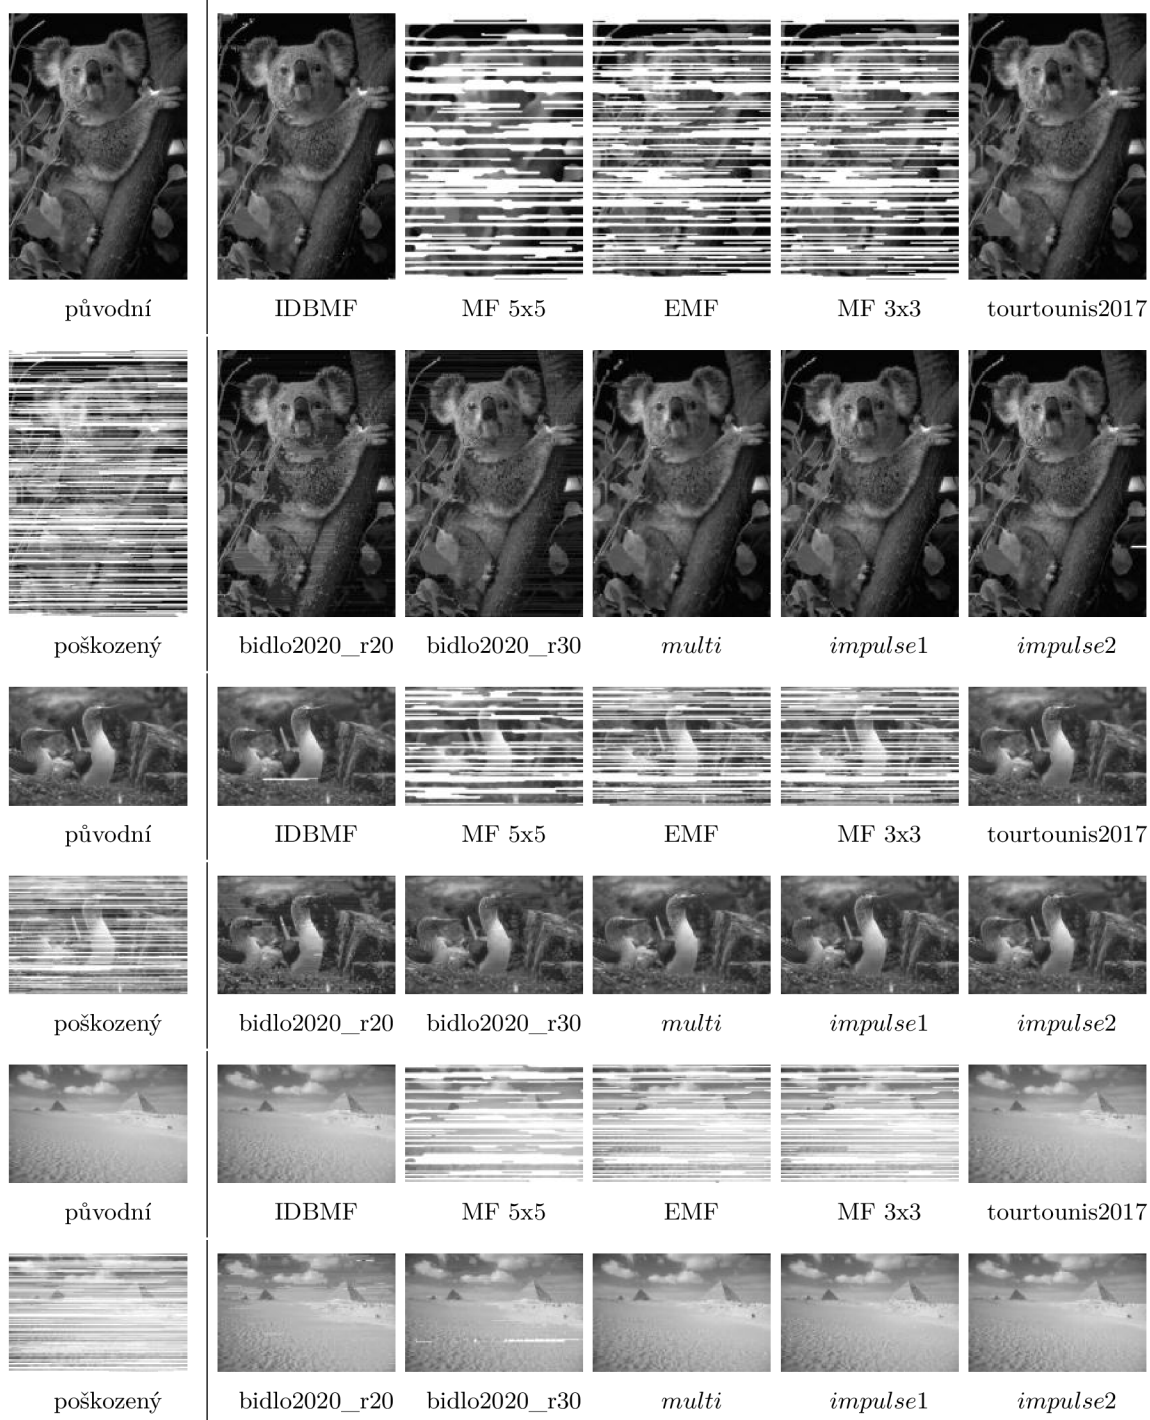 původní IDBMF MF 5x5 EMF MF 3x3 tourtounis2017
poškozený bidlo2020_r20 bidlo2020_r30 multi impulse1 impulse2
původní IDBMF MF 5x5 EMF MF 3x3 tourtounis2017
poškozený bidlo2020_r20 bidlo2020_r30 multi impulse1 impulse2
původní IDBMF MF 5x5 EMF MF 3x3 tourtounis2017
poškozený bidlo2020_r20 bidlo2020_r30 multi impulse1 impulse2